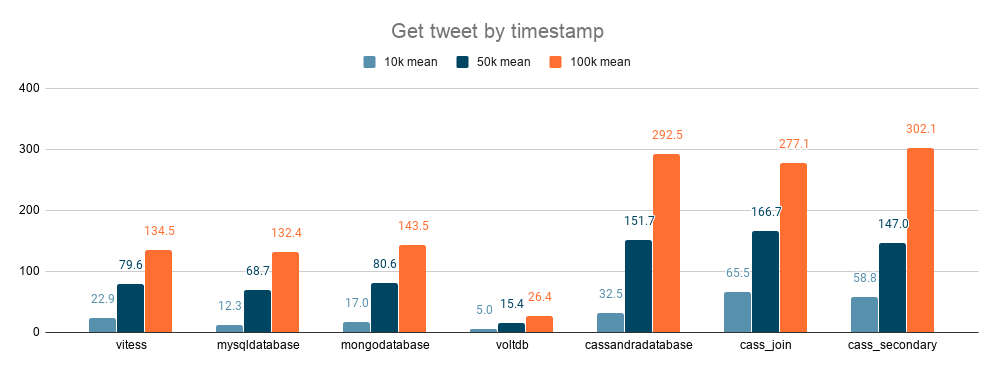 Get tweet by timestamp
10k mean 50k mean 100k mean
400
300
200
100
0
22.9 79.6 134.5
12.3 68.7 132.4
17.0 80.6 143.5
5.0 15.4 26.4
32.5 151.7 292.5
65.5 166.7 277.1
58.8 147.0 302.1
vitess mysqldatabase mongodatabase voltdb cassandradatabase cass_join cass_secondary